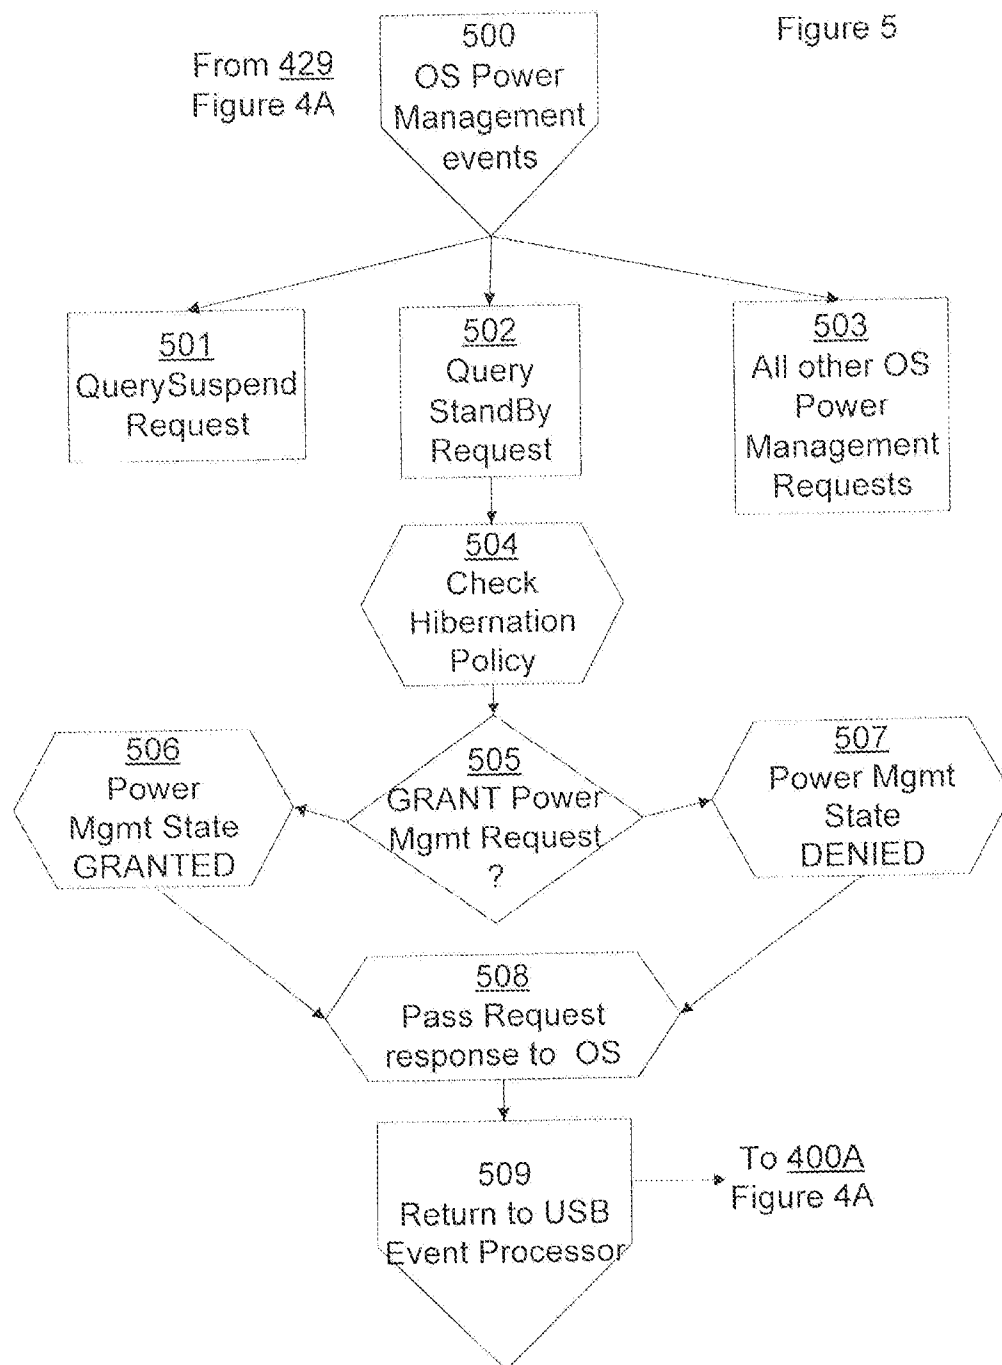 Figure 5
From 429
Figure 4A
500
OS Power
Management
events
501
QuerySuspend
Request
502
Query
StandBy
Request
503
All other OS
Power
Management
Requests
504
Check
Hibernation
Policy
505
GRANT Power
Mgmt Request
?
506
Power
Mgmt State
GRANTED
507
Power Mgmt
State
DENIED
508
Pass Request
response to OS
509
Return to USB
Event Processor
To 400A
Figure 4A